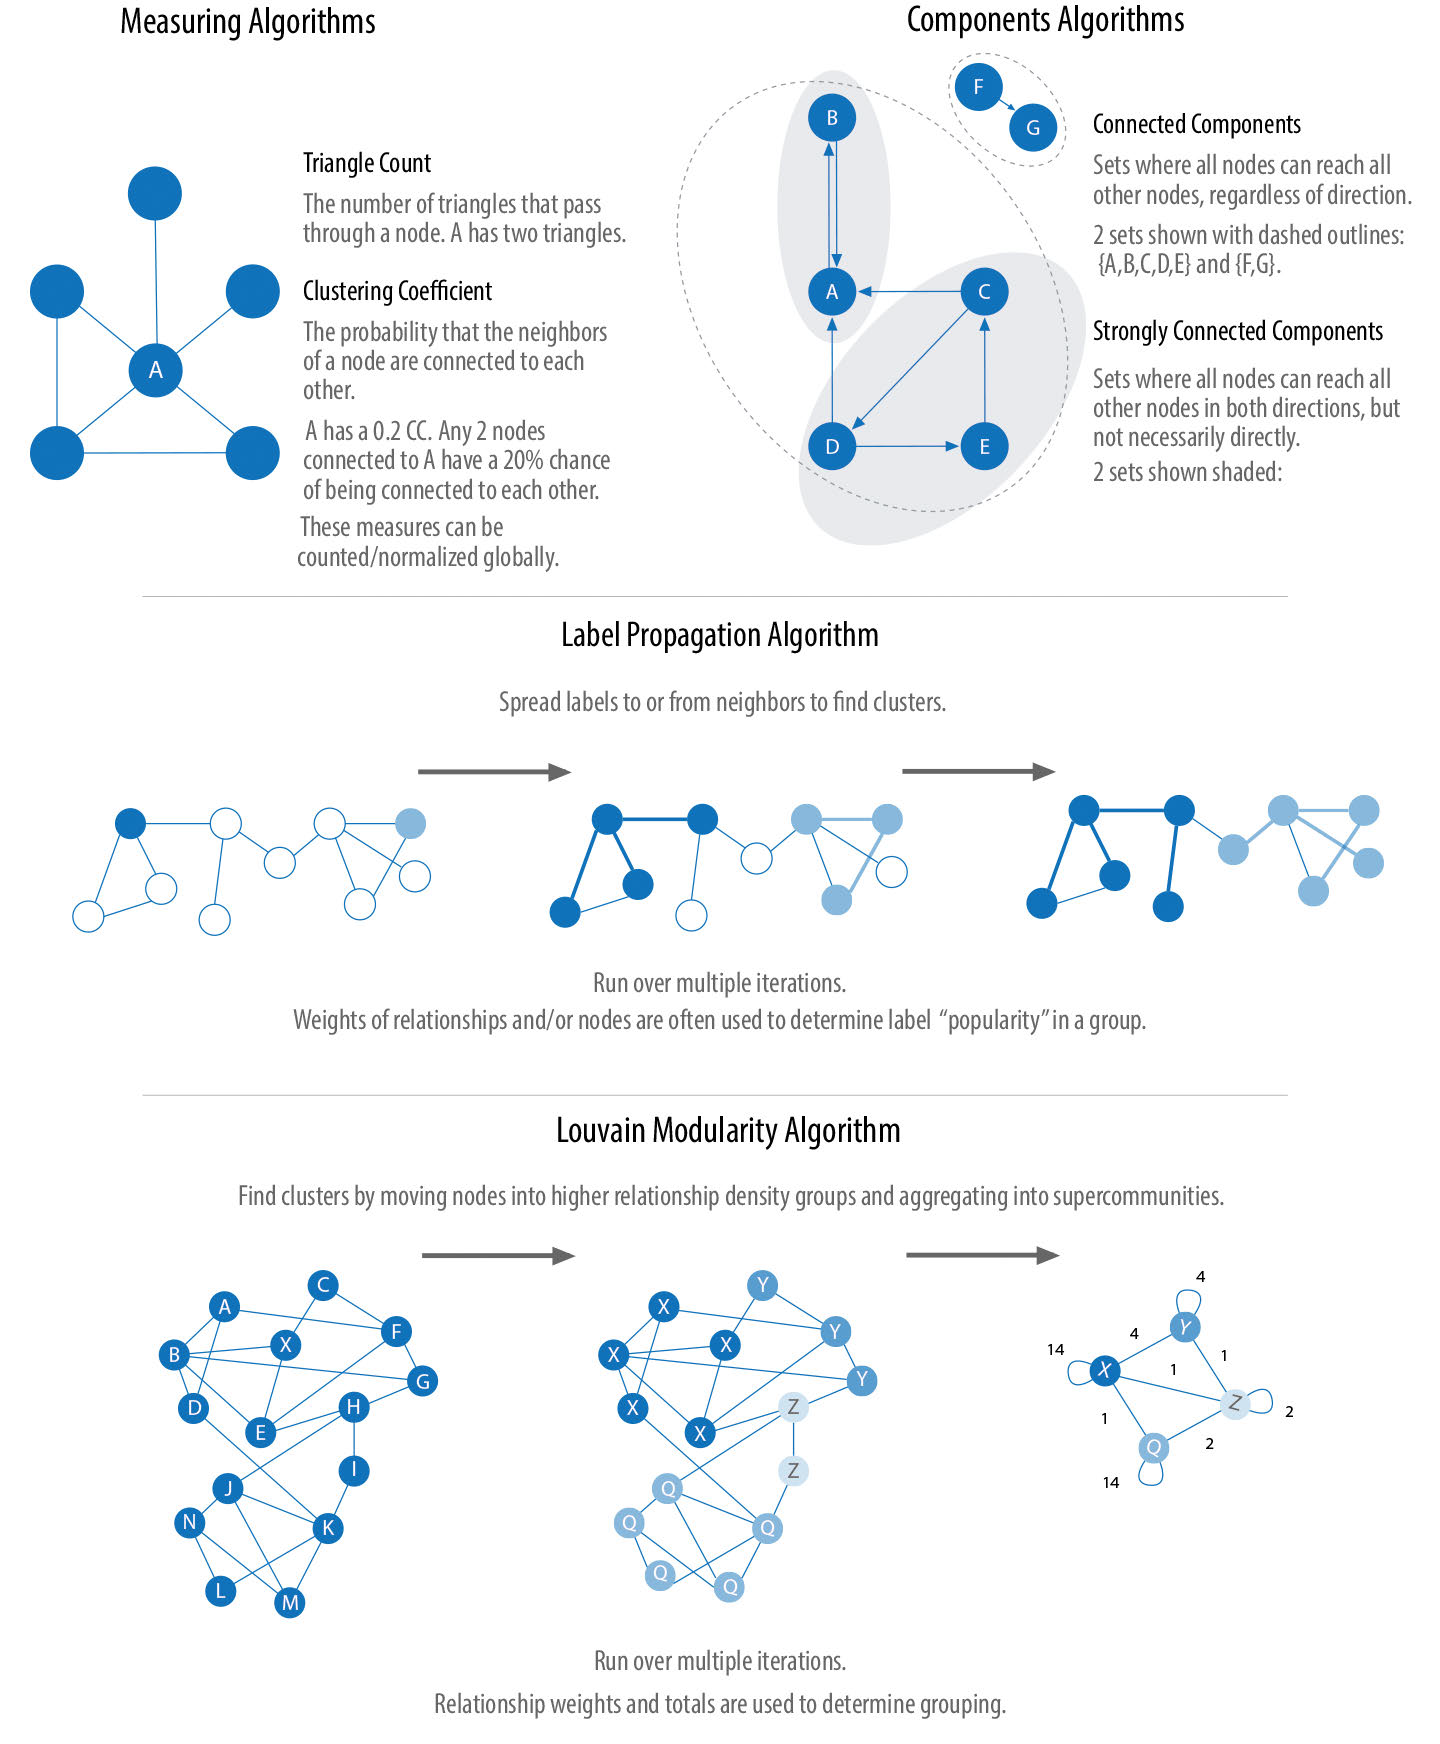 Measuring Algorithms
A
Triangle Count
The number of triangles that pass
through a node. A has two triangles.
Clustering Coefficient
The probability that the neighbors
of a node are connected to each
other.
A has a 0.2 CC. Any 2 nodes
connected to A have a 20% chance
of being connected to each other.
These measures can be
counted/normalized globally.
Components Algorithms
F
G
B
A
C
D
E
Connected Components
Sets where all nodes can reach all
other nodes, regardless of direction.
2 sets shown with dashed outlines:
{A,B,C,D,E} and {F,G}.
Strongly Connected Components
Sets where all nodes can reach all
other nodes in both directions, but
not necessarily directly.
2 sets shown shaded:
Label Propagation Algorithm
Spread labels to or from neighbors to find clusters.
Run over multiple iterations.
Weights of relationships and/or nodes are often used to determine label “popularity” in a group.
Louvain Modularity Algorithm
Find clusters by moving nodes into higher relationship density groups and aggregating into supercommunities.
C
A
F
X
B
G
D
H
E
I
J
N
K
L
M
Y
X
Y
X
X
Y
X
Z
X
Z
Q
Q
Q
Q
Q
4
Y
4
1
14
X
1
Z
2
1
2
Q
14
Run over multiple iterations.
Relationship weights and totals are used to determine grouping.